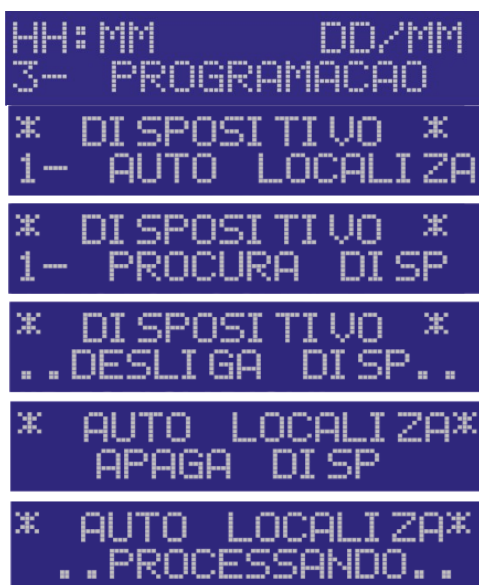 HH:MM DD/MM
3- PROGRAMACAO
* DISPOSITIVO *
1- AUTO LOCALIZA
* DISPOSITIVO *
1- PROCURA DISP
* DISPOSITIVO *
..DESLIGA DISP..
* AUTO LOCALIZA*
APAGA DISP
* AUTO LOCALIZA*
..PROCESSANDO..